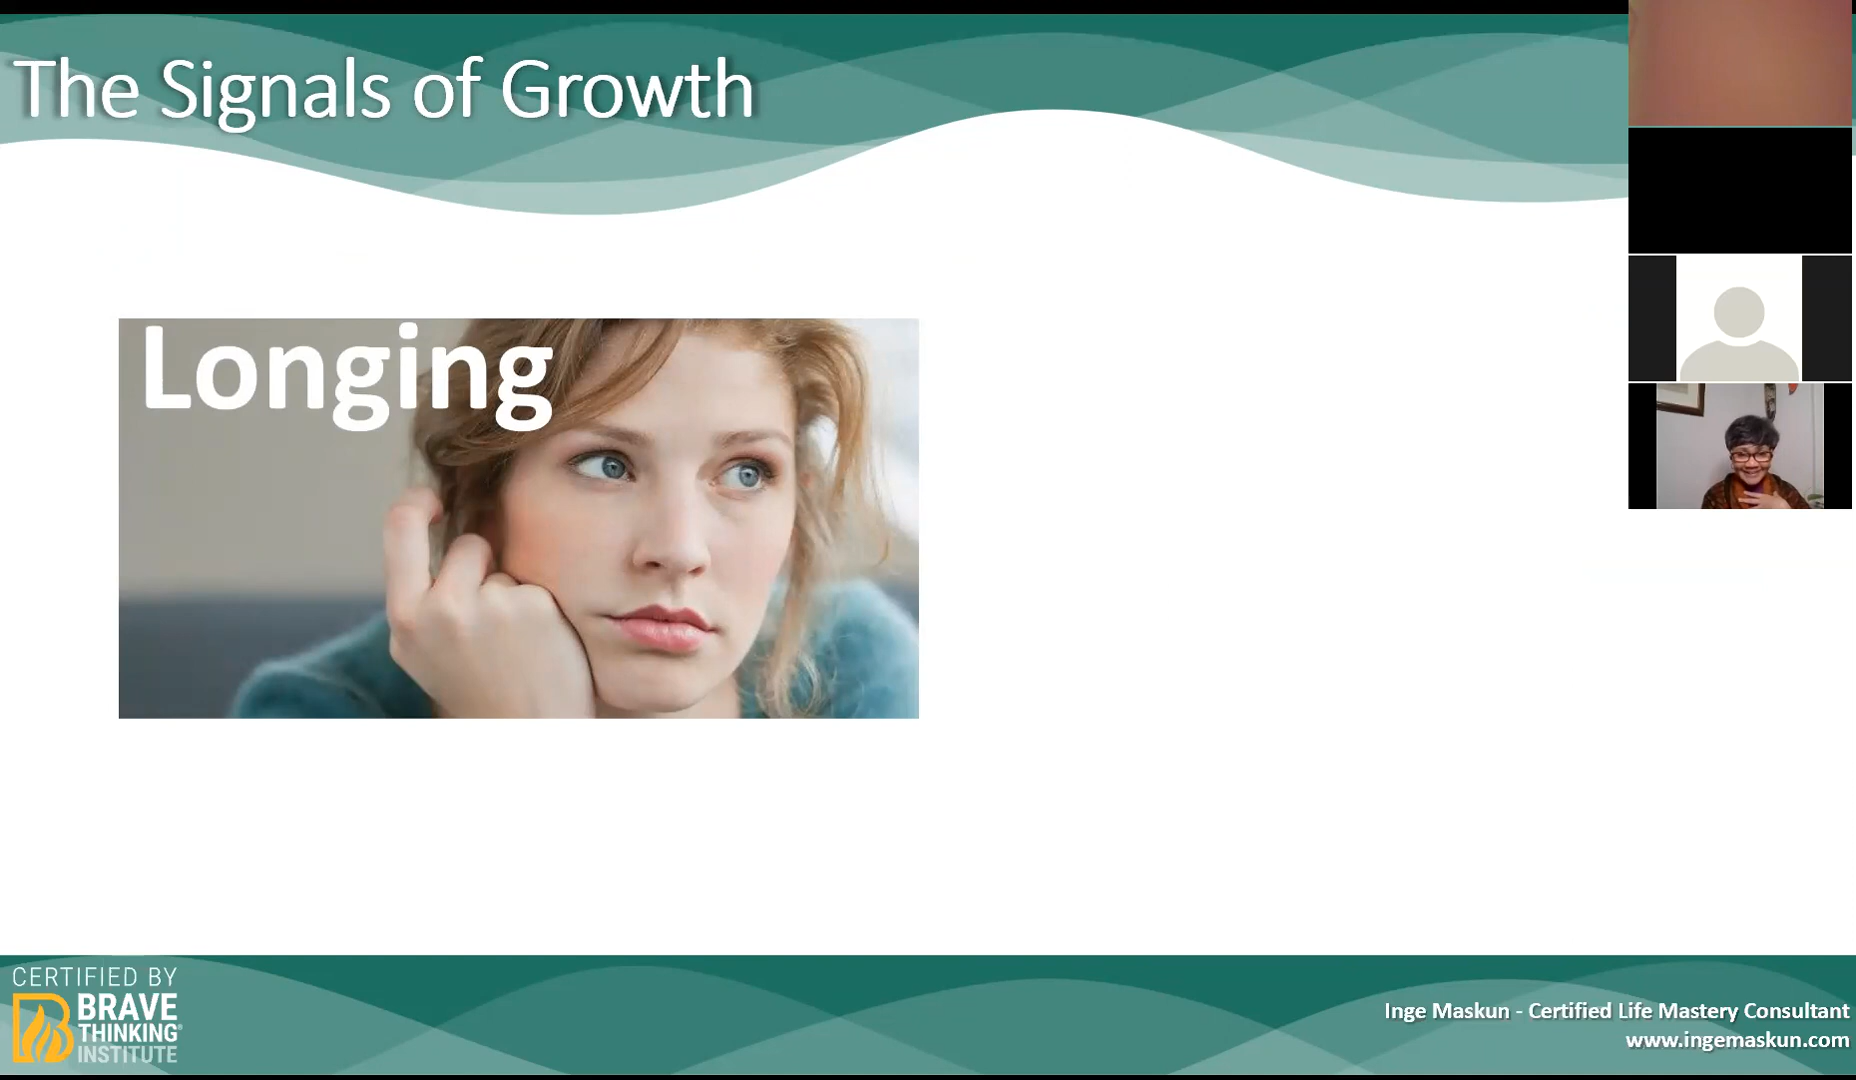 The Signals of Growth
Longing
CERTIFIED BY
BRAVE
THINKING®
INSTITUTE
Inge Maskun - Certified Life Mastery Consultant
www.ingemaskun.com